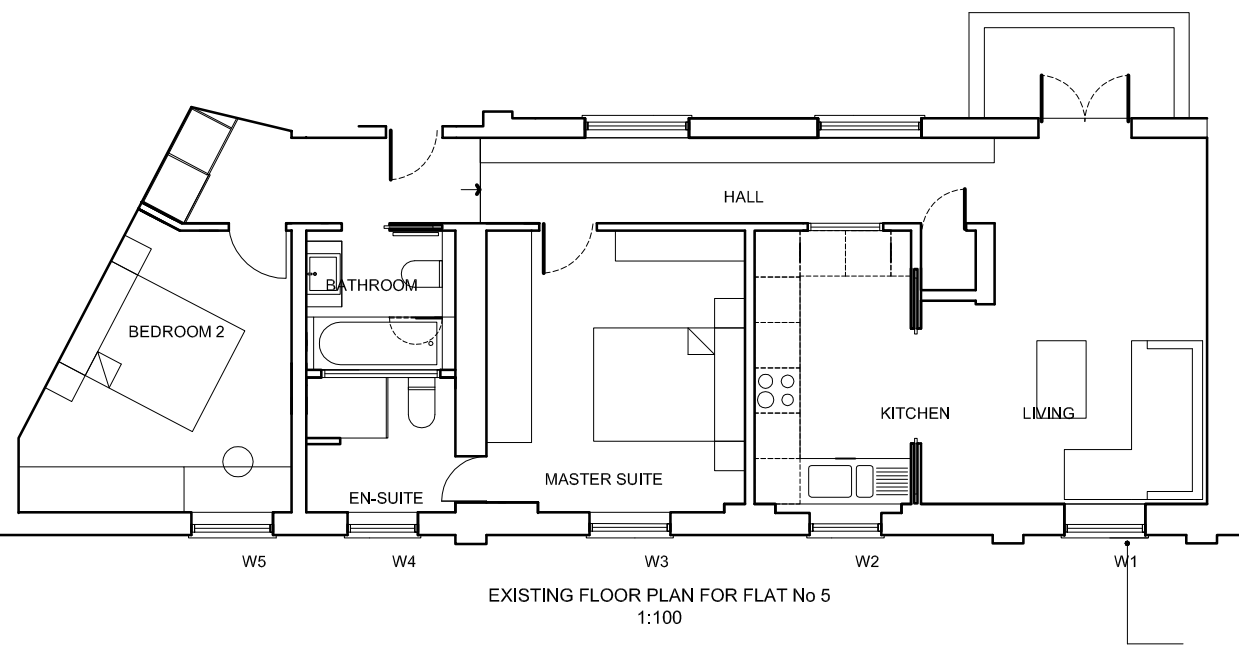 HALL
BATHROOM
BEDROOM 2
KITCHEN
LIVING
MASTER SUITE
EN-SUITE
W5
W4
W3
W2
W1
EXISTING FLOOR PLAN FOR FLAT No 5
1:100